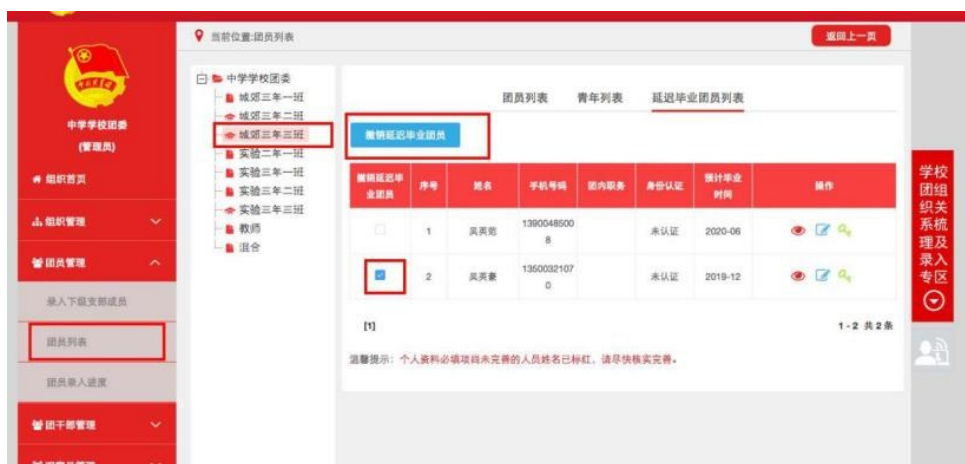 当前位置:团员列表
返回上一页
中学学校团委
(管理员)
组织首页
组织管理
团员管理
录入下级支部成员
团员列表
团员录入进度
团干部管理
中学学校团委
城郊三年一班
城郊三年二班
城郊三年三班
实验二年一班
实验三年一班
实验三年二班
实验三年三班
教师
混合
团员列表 青年列表 延迟毕业团员列表
撤销延迟毕业团员
撤销延迟毕业团员 序号 姓名 手机号码 团内职务 身份认证 预计毕业时间 操作
1 吴英 13900485008 未认证 2020-06
2 吴英豪 13500321070 未认证 2019-12
[1]
1-2 共2条
温馨提示:个人资料必填项尚未完善的人员姓名已标红,请尽快核实完善。
学校
团组
织关
系统
理及
录入
专区